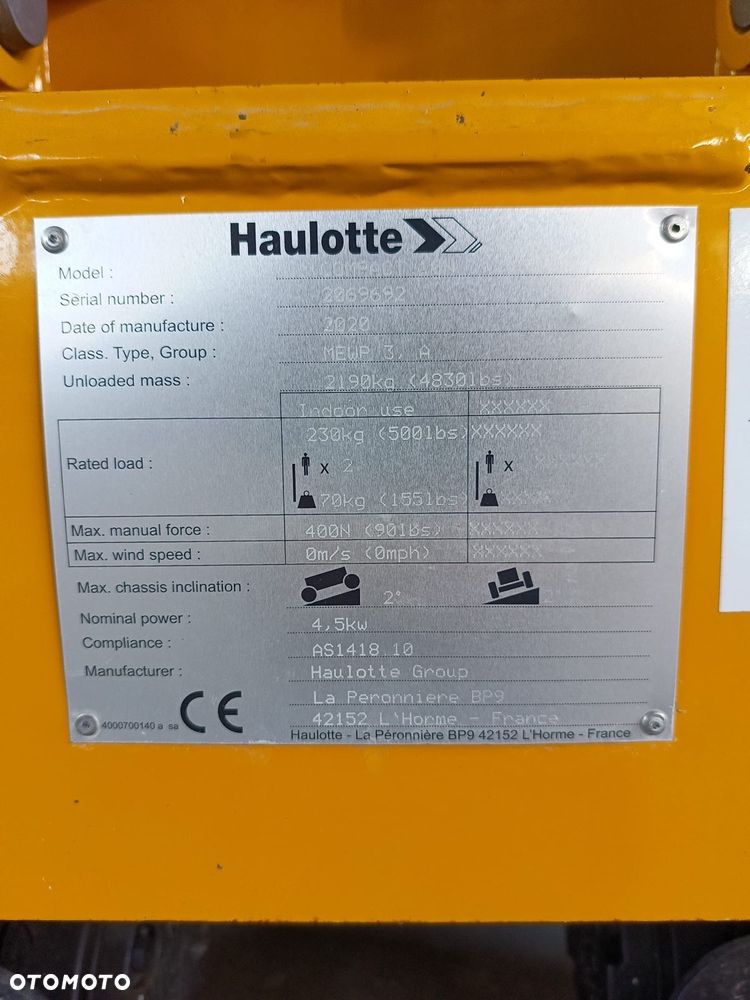 Haulotte
Model :
Serial number : 2069682
Date of manufacture : 2020
Class. Type, Group : MEWP 3, A
Unloaded mass : 2190kg (4830lbs)
Indoor use XXXXXX
230kg (500lbs) XXXXXX
Rated load : x 2 x XXXXXX
70kg (155lbs) XXXXXX
Max. manual force : 400N (90lbs) XXXXXX
Max. wind speed : 0m/s (0mph) XXXXXX
Max. chassis inclination : 2°
Nominal power : 4,5kw
Compliance : AS1418.10
Manufacturer : Haulotte Group
La Peronniere BP9
4000700140 a sa CE 42152 L'Horme - France
Haulotte - La Péronnière BP9 42152 L'Horme - France
OTOMOTO